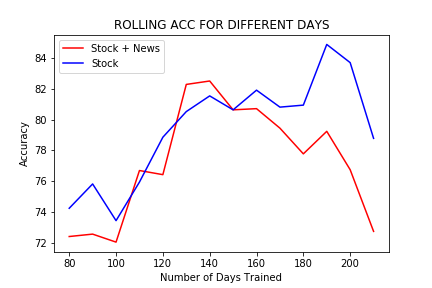 ROLLING ACC FOR DIFFERENT DAYS
Stock + News
Stock
Accuracy
84
82
80
78
76
74
72
80 100 120 140 160 180 200
Number of Days Trained